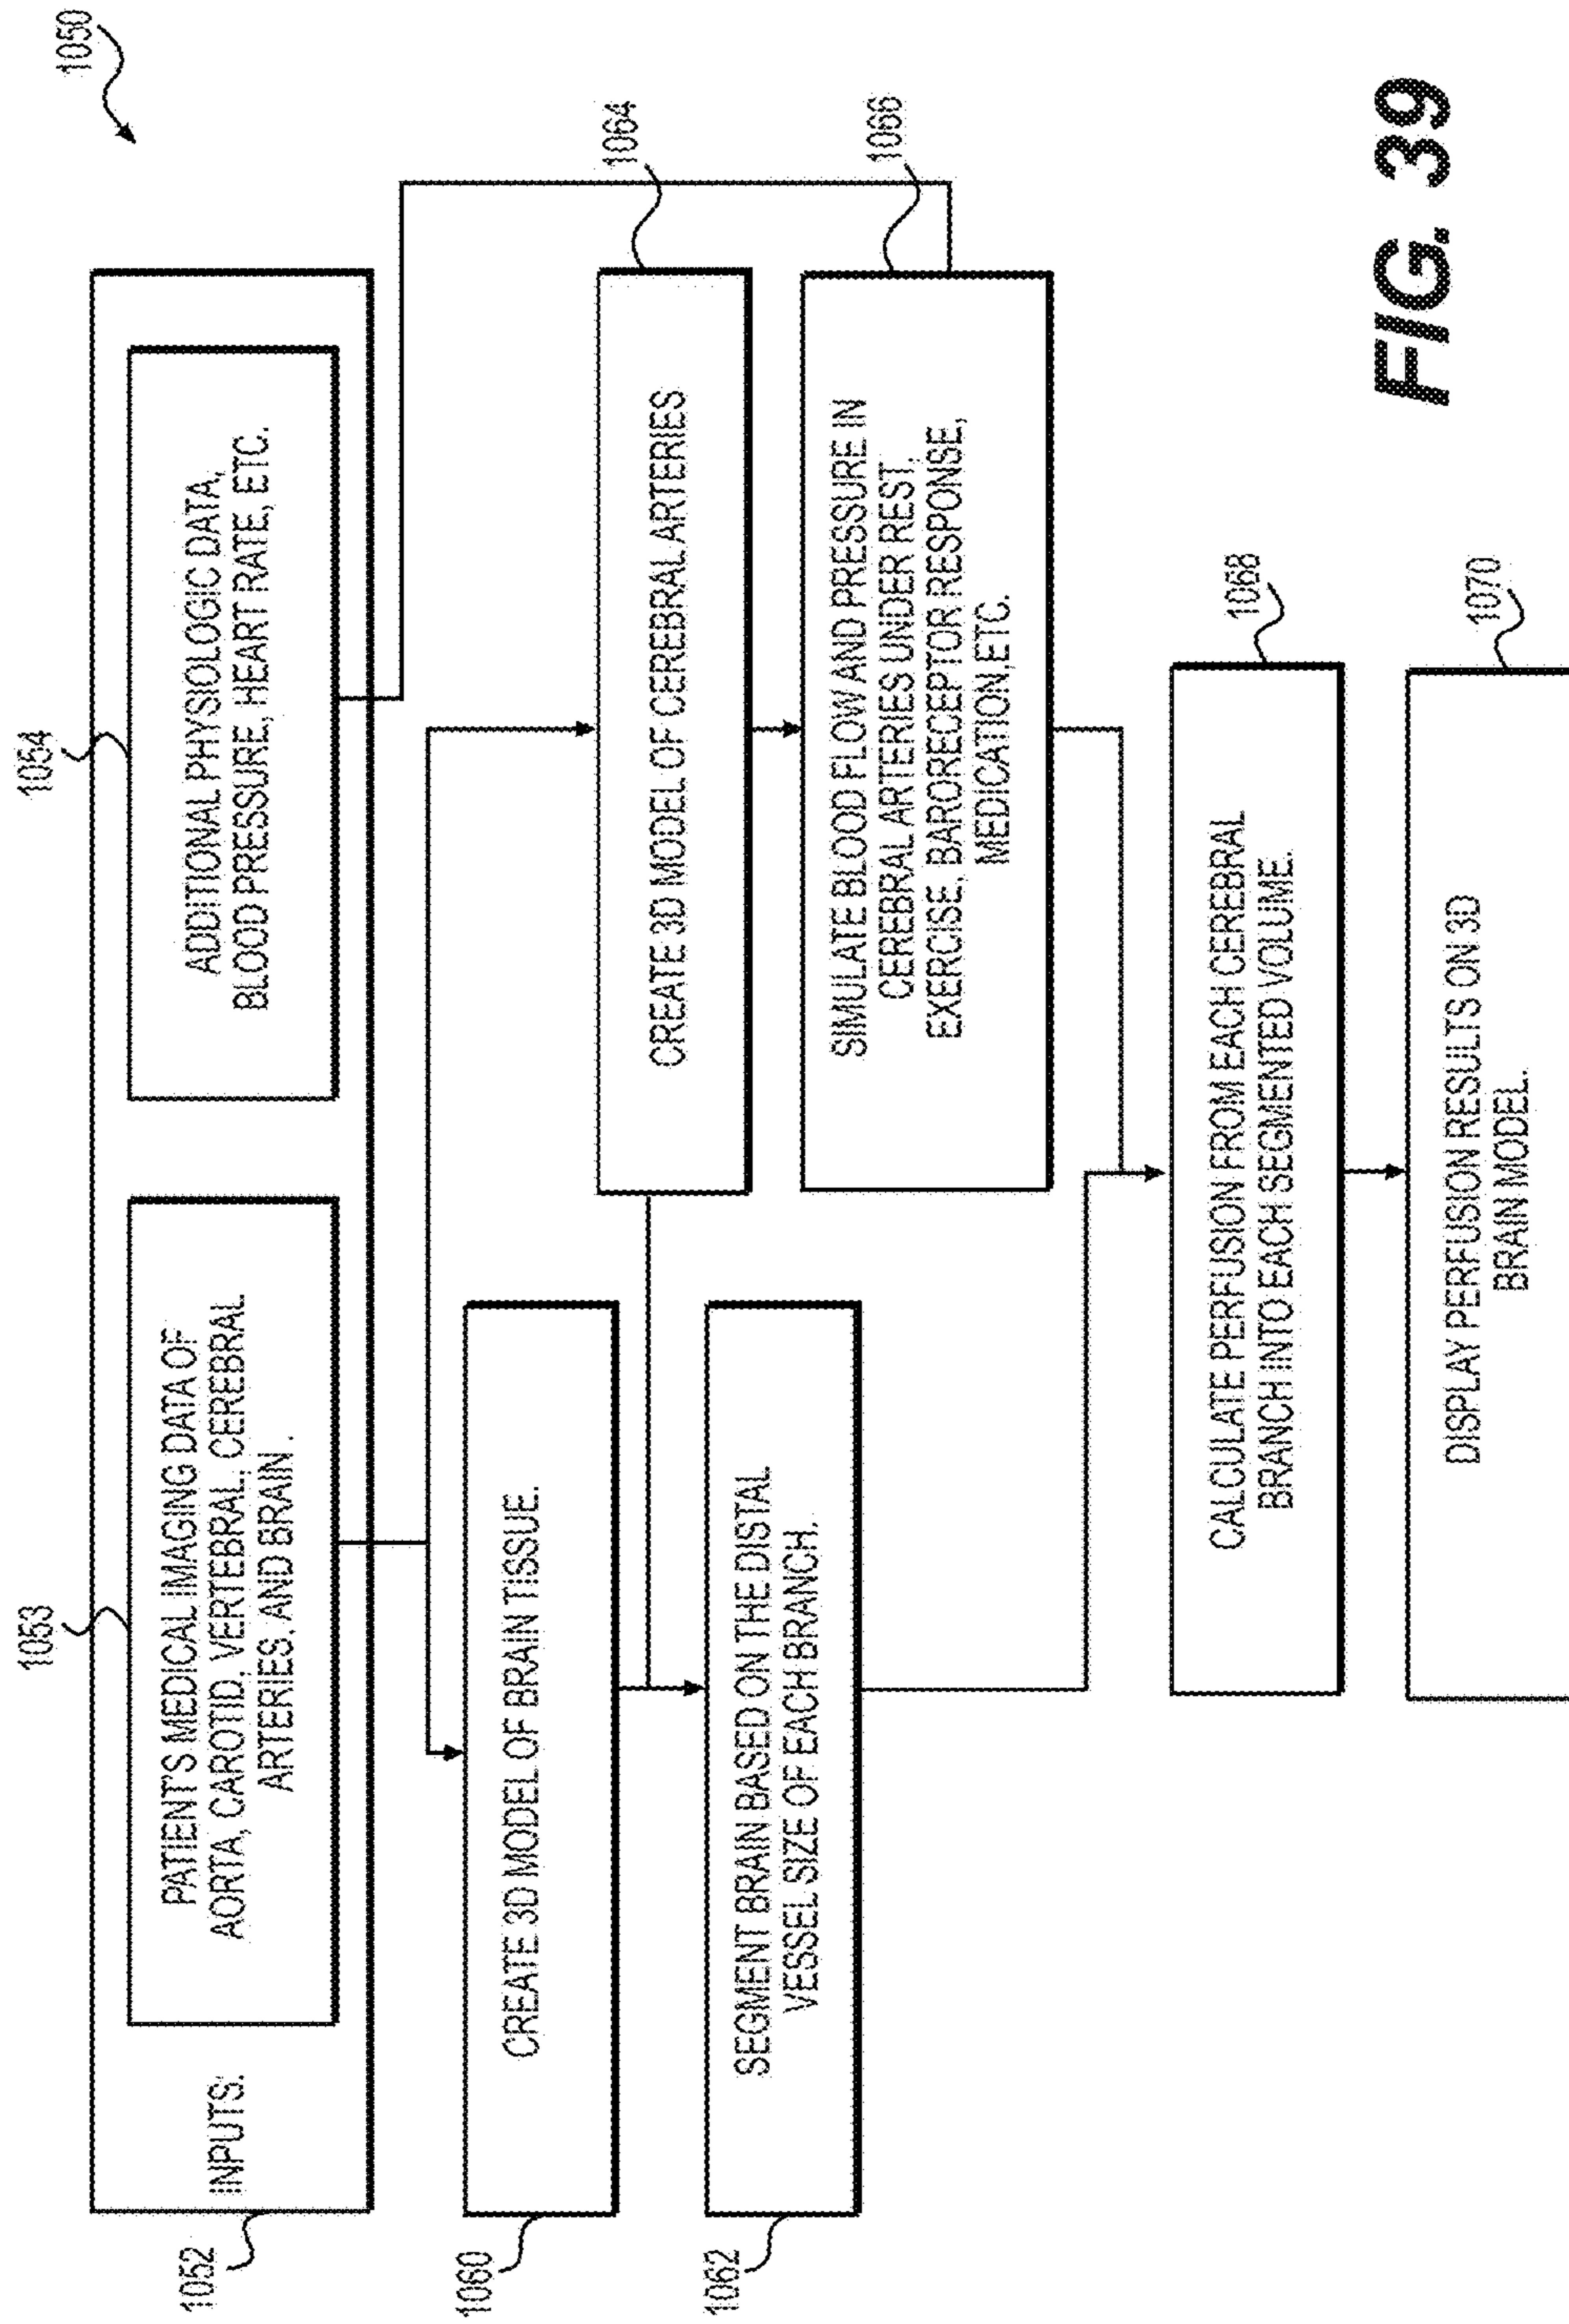 1050
1052
INPUTS:
1053
PATIENT'S MEDICAL IMAGING DATA OF
AORTA, CAROTID, VERTEBRAL, CEREBRAL
ARTERIES, AND BRAIN .
1054
ADDITIONAL PHYSIOLOGIC DATA,
BLOOD PRESSURE, HEART RATE, ETC.
1060
CREATE 3D MODEL OF BRAIN TISSUE.
1064
CREATE 3D MODEL OF CEREBRAL ARTERIES
1062
SEGMENT BRAIN BASED ON THE DISTAL
VESSEL SIZE OF EACH BRANCH.
1066
SIMULATE BLOOD FLOW AND PRESSURE IN
CEREBRAL ARTERIES UNDER REST,
EXERCISE, BARORECEPTOR RESPONSE,
MEDICATION,ETC.
1068
CALCULATE PERFUSION FROM EACH CEREBRAL
BRANCH INTO EACH SEGMENTED VOLUME.
1070
DISPLAY PERFUSION RESULTS ON 3D
BRAIN MODEL.
FIG. 39